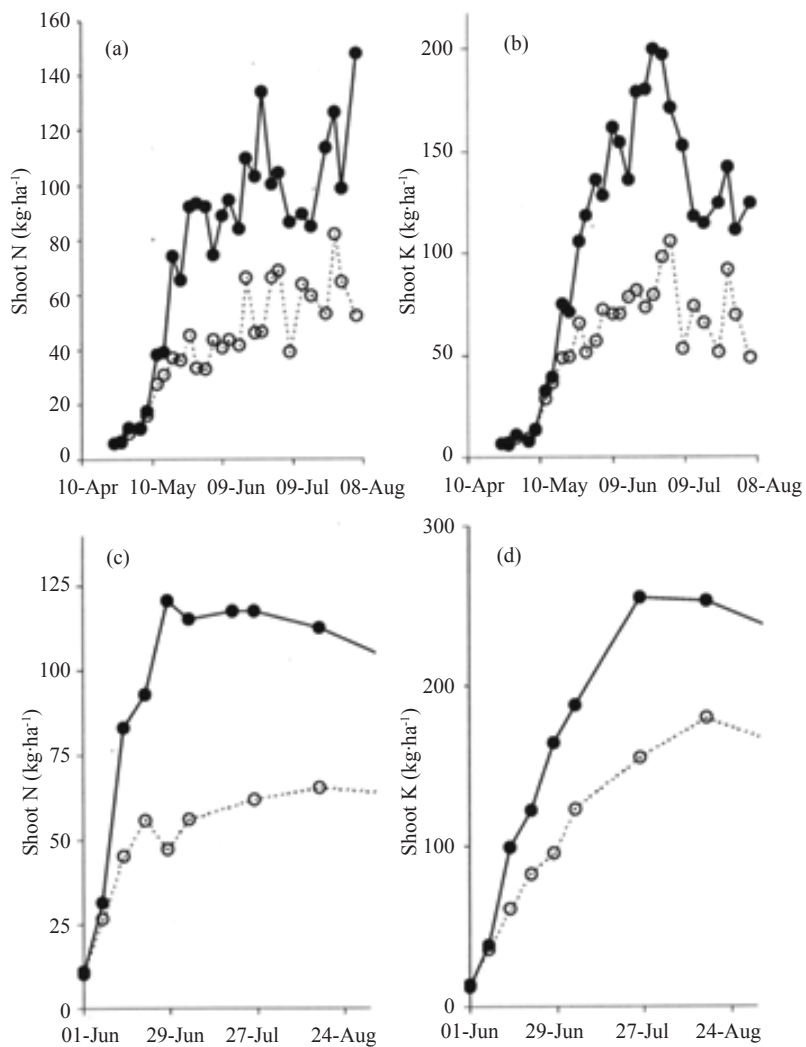 (a)
160
140
120
100
80
60
40
20
0
Shoot N (kg·ha⁻¹)
10-Apr 10-May 09-Jun 09-Jul 08-Aug
(b)
200
150
100
50
0
Shoot K (kg·ha⁻¹)
10-Apr 10-May 09-Jun 09-Jul 08-Aug
(c)
125
100
75
50
25
0
Shoot N (kg·ha⁻¹)
01-Jun 29-Jun 27-Jul 24-Aug
(d)
300
200
100
0
Shoot K (kg·ha⁻¹)
01-Jun 29-Jun 27-Jul 24-Aug